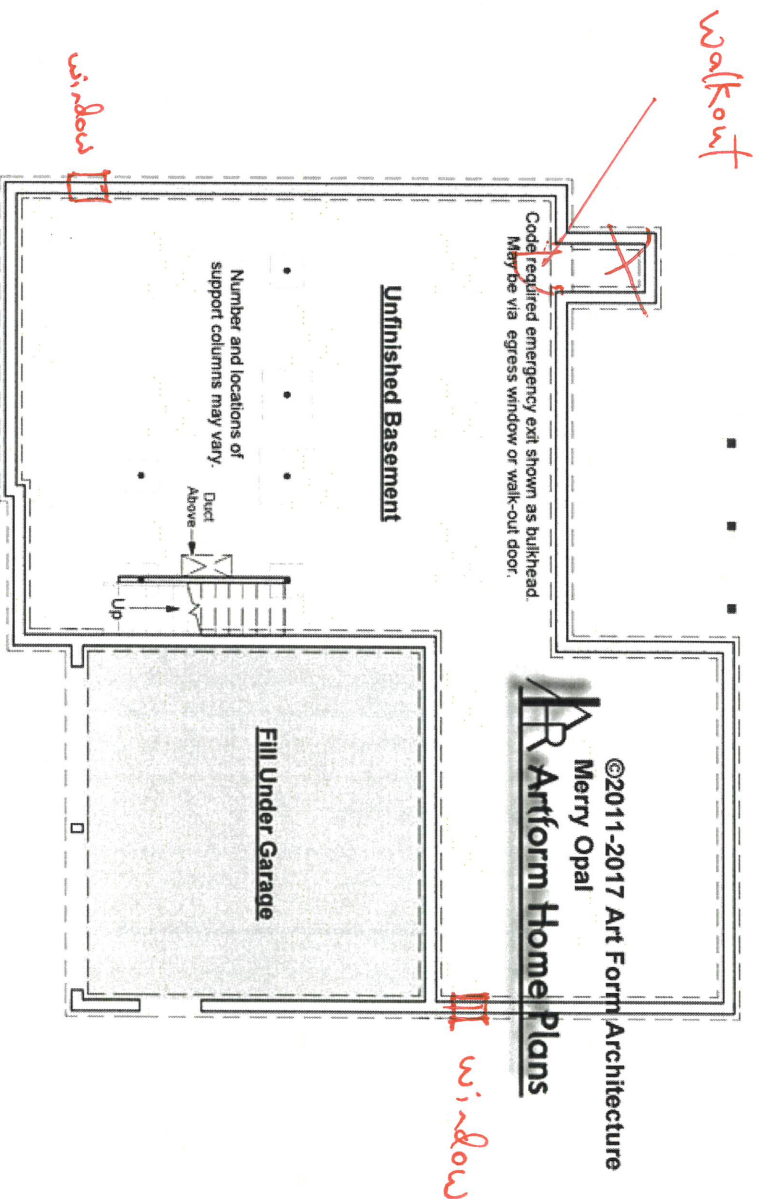 walkout
window
Code required emergency exit shown as bulkhead.
May be via egress window or walk-out door.
Unfinished Basement
Number and locations of
support columns may vary.
Duct
Above
Up
©2011-2017 Art Form Architecture
Merry Opal
Artform Home Plans
Fill Under Garage
window